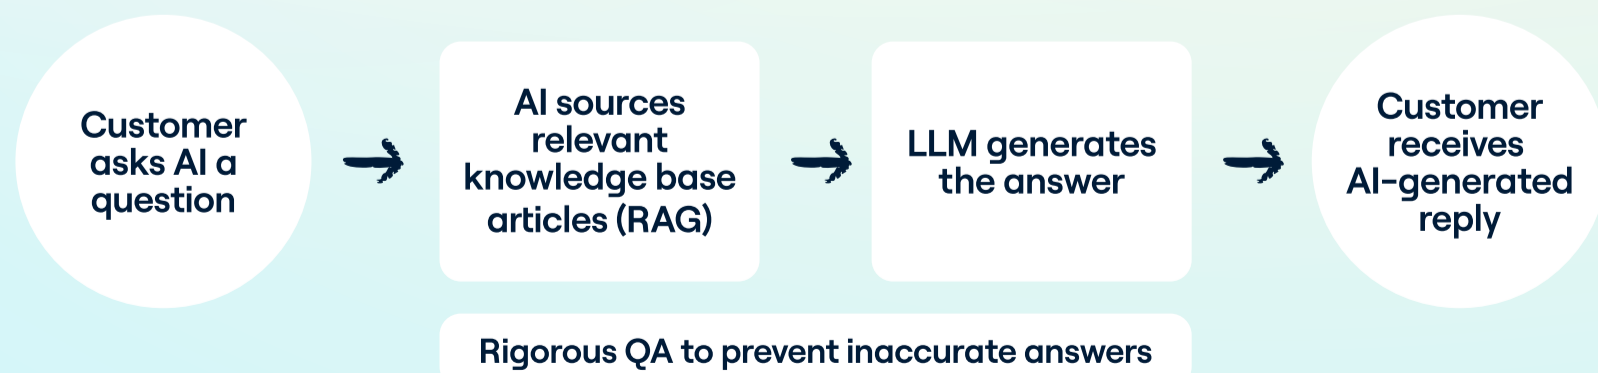 Customer
asks AI a
question
AI sources
relevant
knowledge base
articles (RAG)
LLM generates
the answer
Customer
receives
AI-generated
reply
Rigorous QA to prevent inaccurate answers